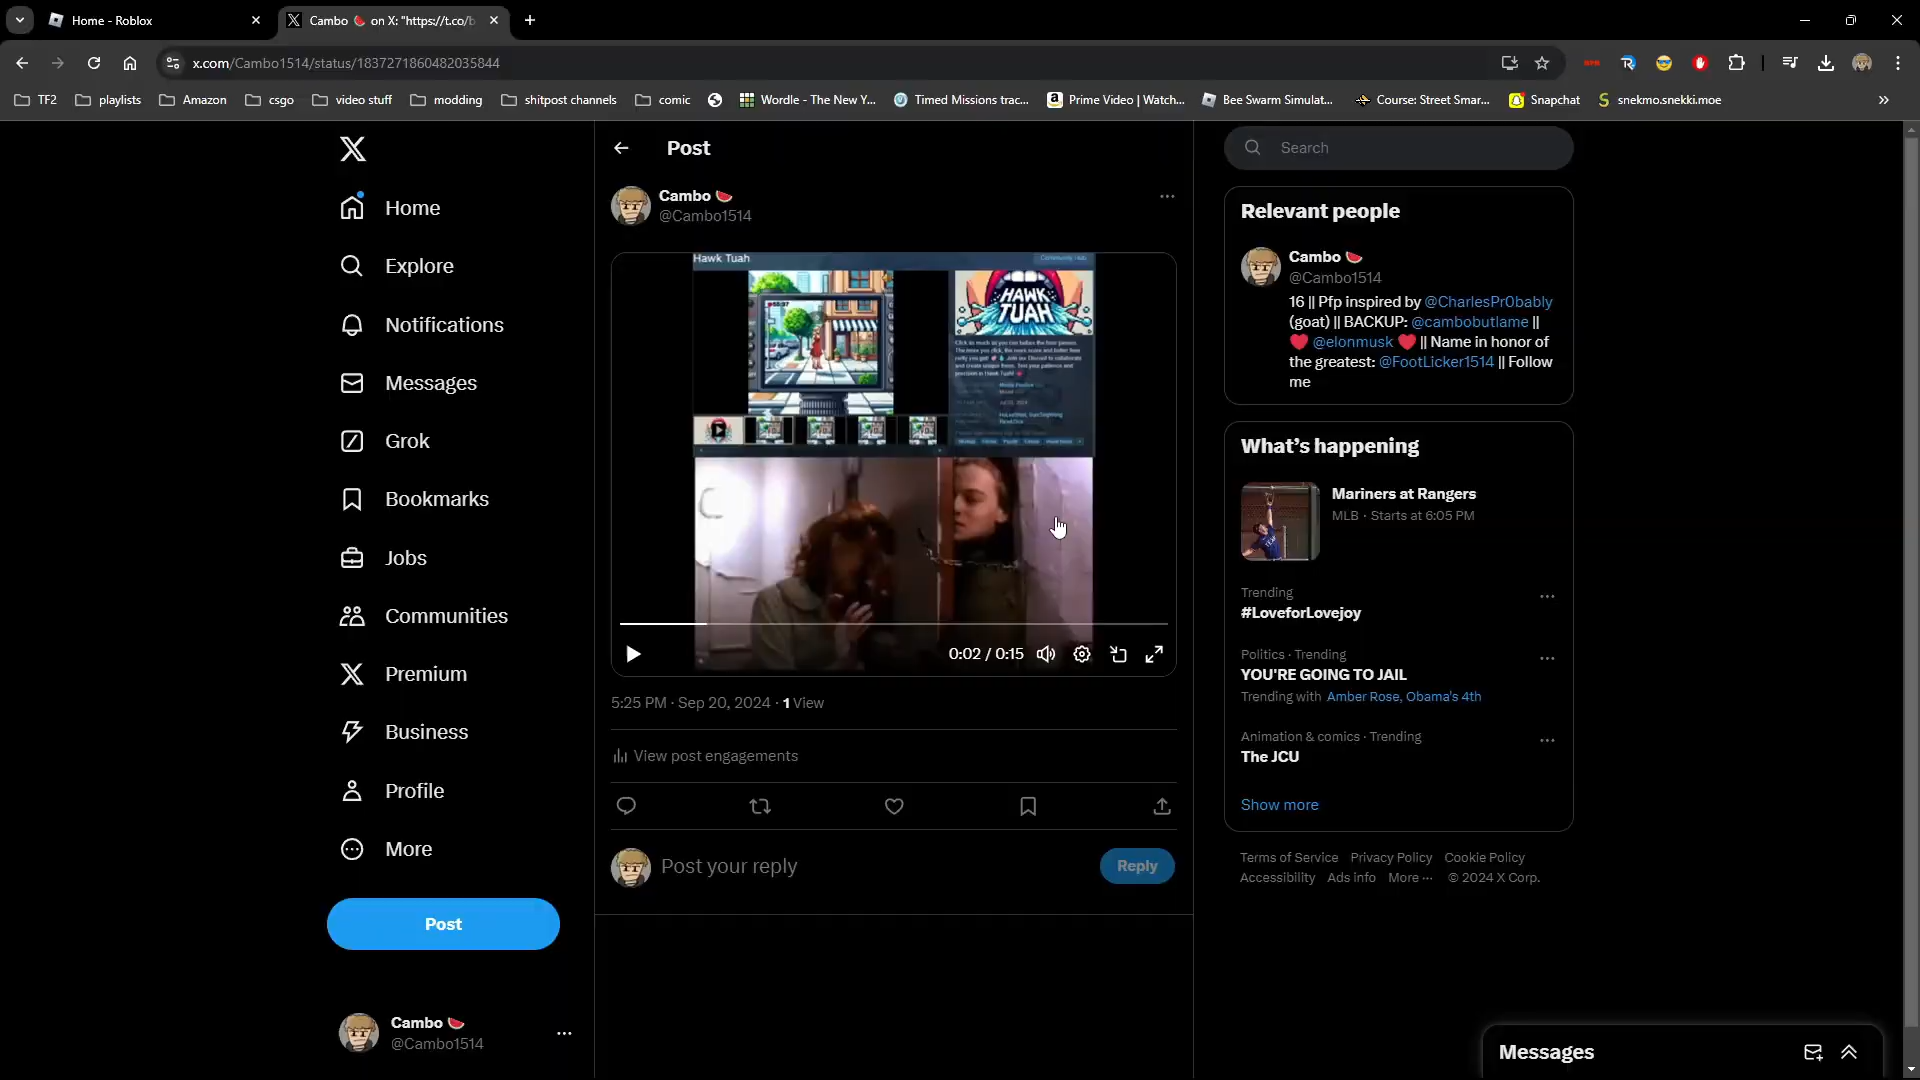 Home - Roblox
Cambo 🍉 on X: "https://t.co/b
x.com/Cambo1514/status/1837271860482035844
TF2
playlists
Amazon
csgo
video stuff
modding
shitpost channels
comic
Wordle - The New Y...
Timed Missions trac...
Prime Video | Watch...
Bee Swarm Simulat...
Course: Street Smar...
Snapchat
snekmo.snekki.moe
Home
Explore
Notifications
Messages
Grok
Bookmarks
Jobs
Communities
Premium
Business
Profile
More
Post
Cambo 🍉
@Cambo1514
Post
Cambo 🍉
@Cambo1514
Hawk Tuah
Community Hub
HAWK
TUAH
0:02 / 0:15
5:25 PM · Sep 20, 2024 · 1 View
View post engagements
Post your reply
Reply
Search
Relevant people
Cambo 🍉
@Cambo1514
16 || Pfp inspired by @CharlesPr0bably
(goat) || BACKUP: @cambobutlame ||
❤️ @elonmusk ❤️ || Name in honor of
the greatest: @FootLicker1514 || Follow
me
What's happening
Mariners at Rangers
MLB · Starts at 6:05 PM
Trending
#LoveforLovejoy
Politics · Trending
YOU'RE GOING TO JAIL
Trending with Amber Rose, Obama's 4th
Animation & comics · Trending
The JCU
Show more
Terms of Service Privacy Policy Cookie Policy
Accessibility Ads info More ··· © 2024 X Corp.
Messages